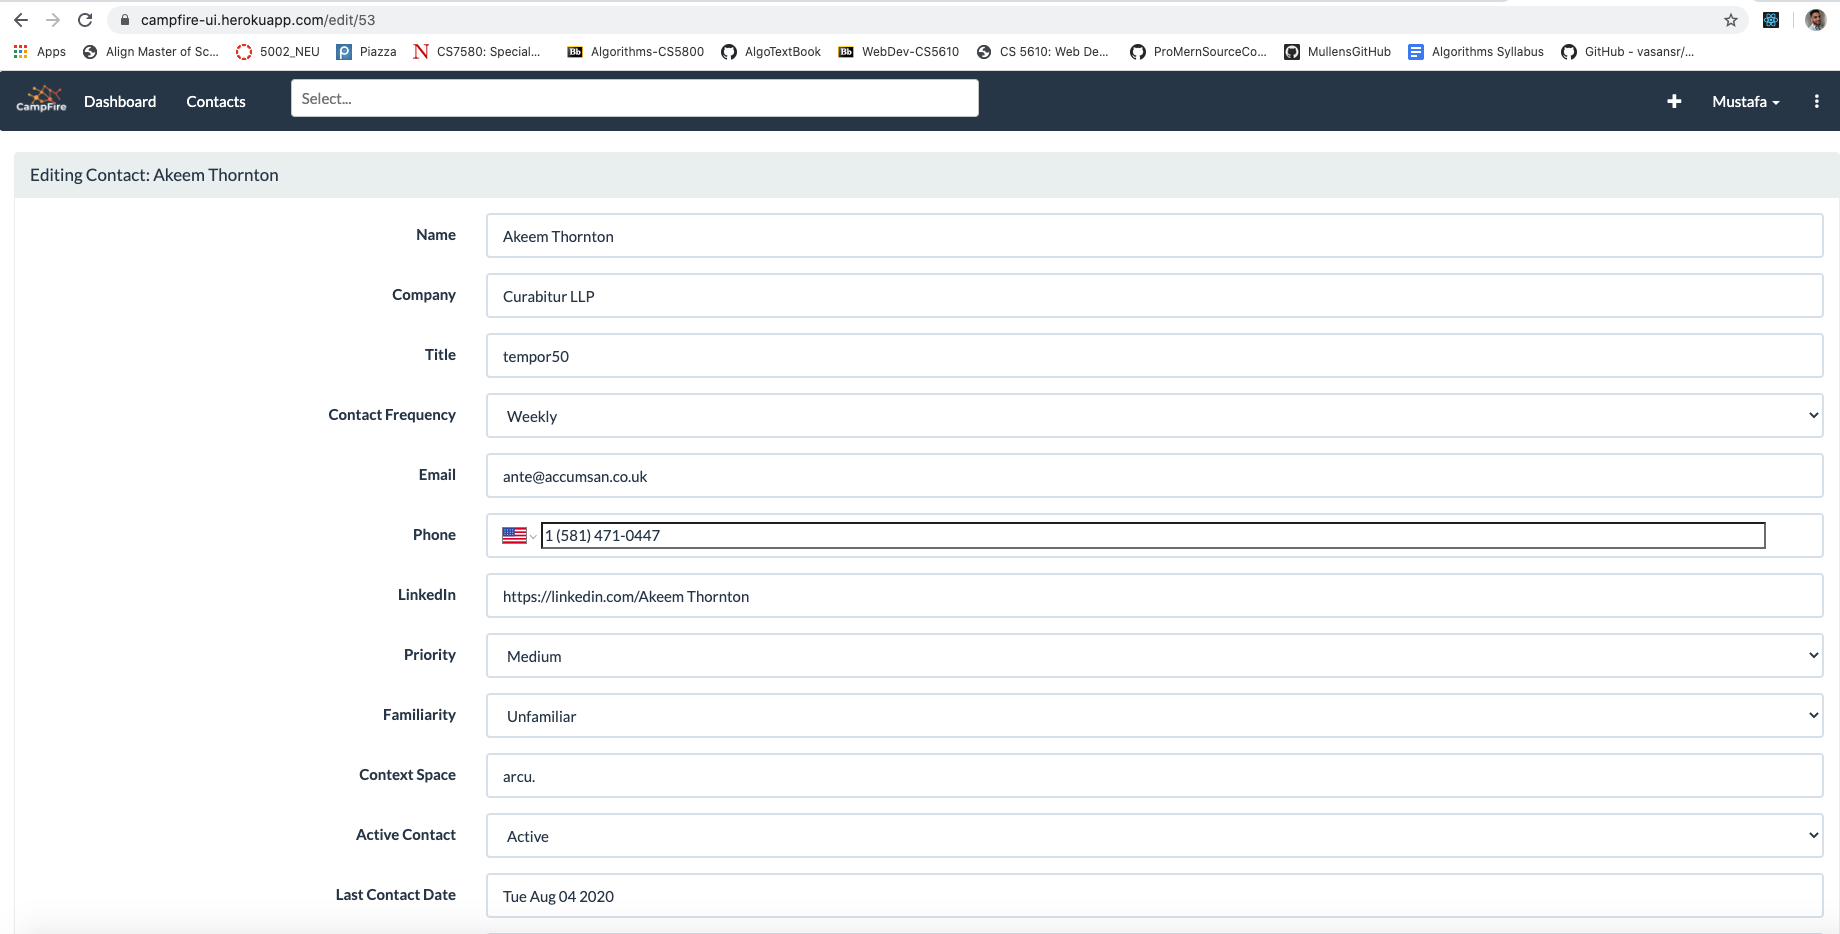 campfire-ui.herokuapp.com/edit/53
Apps Align Master of Sc... 5002_NEU Piazza CS7580: Special... Bb Algorithms-CS5800 AlgoTextBook Bb WebDev-CS5610 CS 5610: Web De... ProMernSourceCo... MullensGitHub Algorithms Syllabus GitHub - vasansr/...
CampFire Dashboard Contacts Select... Mustafa
Editing Contact: Akeem Thornton
Name Akeem Thornton
Company Curabitur LLP
Title tempor50
Contact Frequency Weekly
Email ante@accumsan.co.uk
Phone 1 (581) 471-0447
LinkedIn https://linkedin.com/Akeem Thornton
Priority Medium
Familiarity Unfamiliar
Context Space arcu.
Active Contact Active
Last Contact Date Tue Aug 04 2020